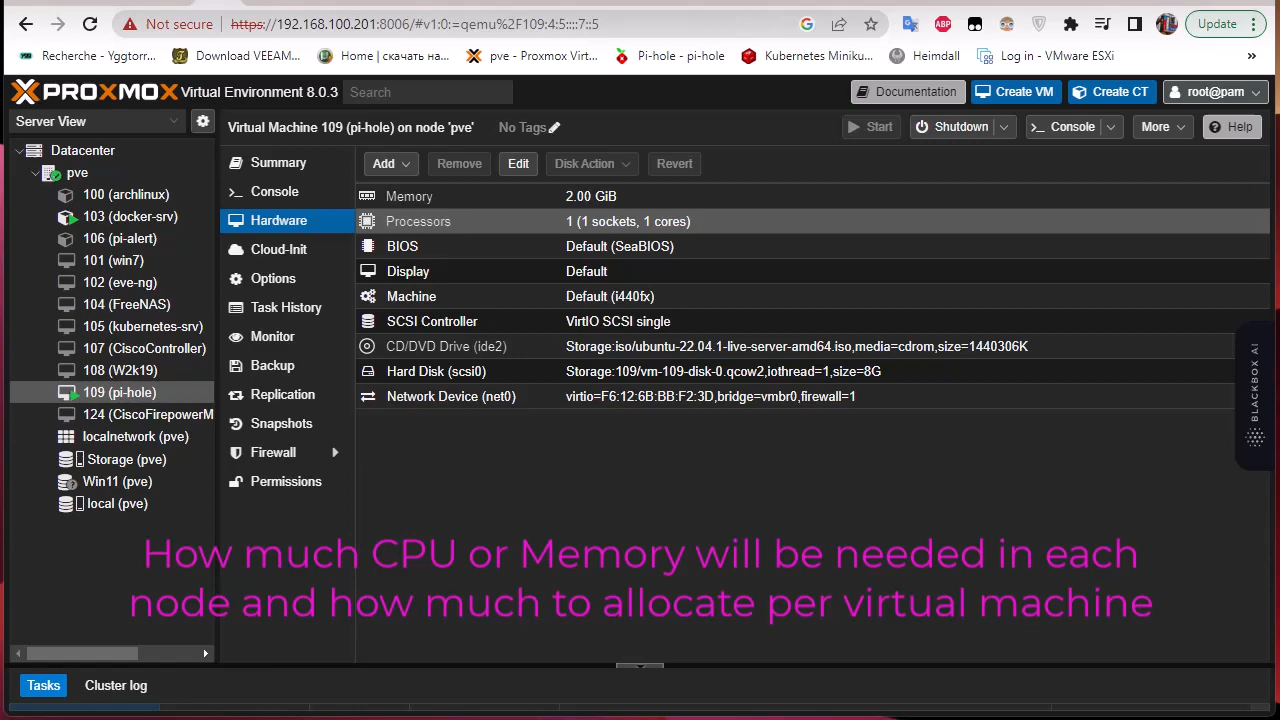 Not secure
https://192.168.100.201:8006/#v1:0:=qemu%2F109:4:5::::7::5
Update
Recherche - Yggtorr...
Download VEEAM...
Home | скачать на...
pve - Proxmox Virt...
Pi-hole - pi-hole
Kubernetes Miniku...
Heimdall
Log in - VMware ESXi
»
PROXMOX Virtual Environment 8.0.3
Search
Documentation
Create VM
Create CT
root@pam
Server View
Virtual Machine 109 (pi-hole) on node 'pve'
No Tags
Start
Shutdown
Console
More
Help
Datacenter
pve
100 (archlinux)
103 (docker-srv)
106 (pi-alert)
101 (win7)
102 (eve-ng)
104 (FreeNAS)
105 (kubernetes-srv)
107 (CiscoController)
108 (W2k19)
109 (pi-hole)
124 (CiscoFirepowerM
localnetwork (pve)
Storage (pve)
Win11 (pve)
local (pve)
Summary
Console
Hardware
Cloud-Init
Options
Task History
Monitor
Backup
Replication
Snapshots
Firewall
Permissions
Add
Remove
Edit
Disk Action
Revert
Memory 2.00 GiB
Processors 1 (1 sockets, 1 cores)
BIOS Default (SeaBIOS)
Display Default
Machine Default (i440fx)
SCSI Controller VirtIO SCSI single
CD/DVD Drive (ide2) Storage:iso/ubuntu-22.04.1-live-server-amd64.iso,media=cdrom,size=1440306K
Hard Disk (scsi0) Storage:109/vm-109-disk-0.qcow2,iothread=1,size=8G
Network Device (net0) virtio=F6:12:6B:BB:F2:3D,bridge=vmbr0,firewall=1
BLACKBOX AI
How much CPU or Memory will be needed in each
node and how much to allocate per virtual machine
Tasks
Cluster log